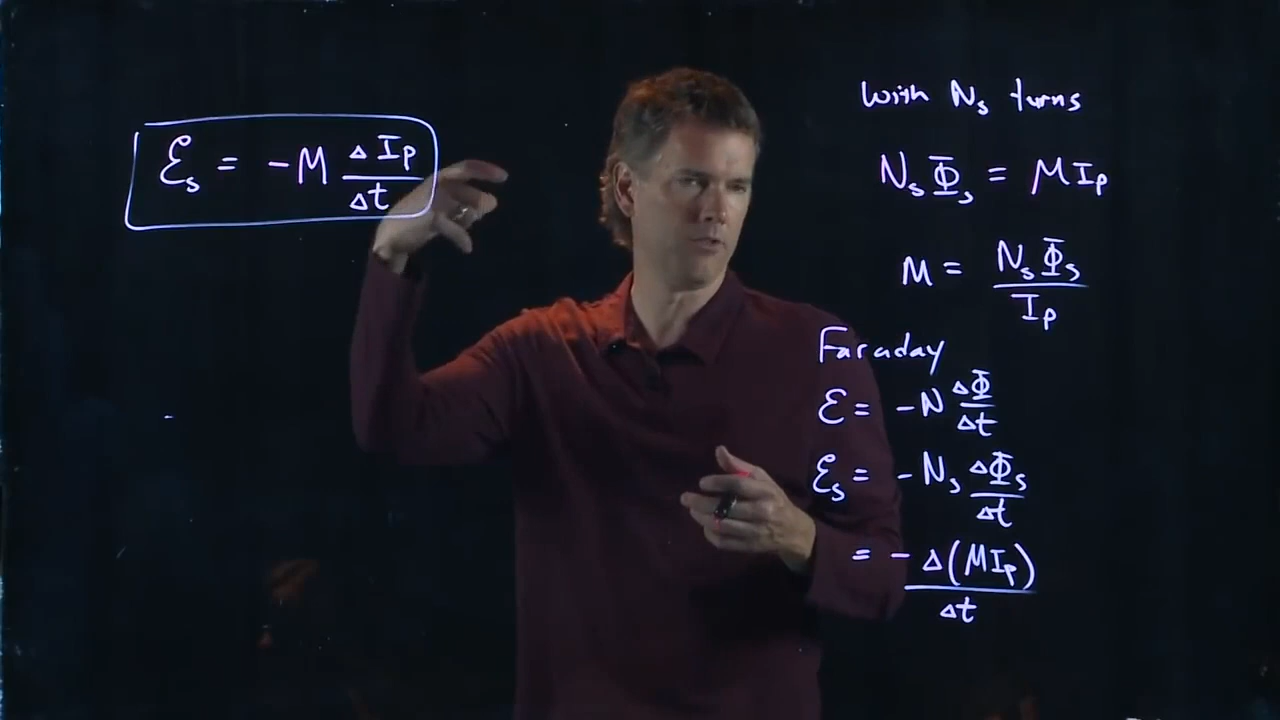 ℰₛ = -M ΔIₚ/Δt
With Nₛ turns
NₛΦₛ = MIₚ
M = NₛΦₛ/Iₚ
Faraday
ℰ = -N ΔΦ/Δt
ℰₛ = -Nₛ ΔΦₛ/Δt
= -Δ(MIₚ)/Δt